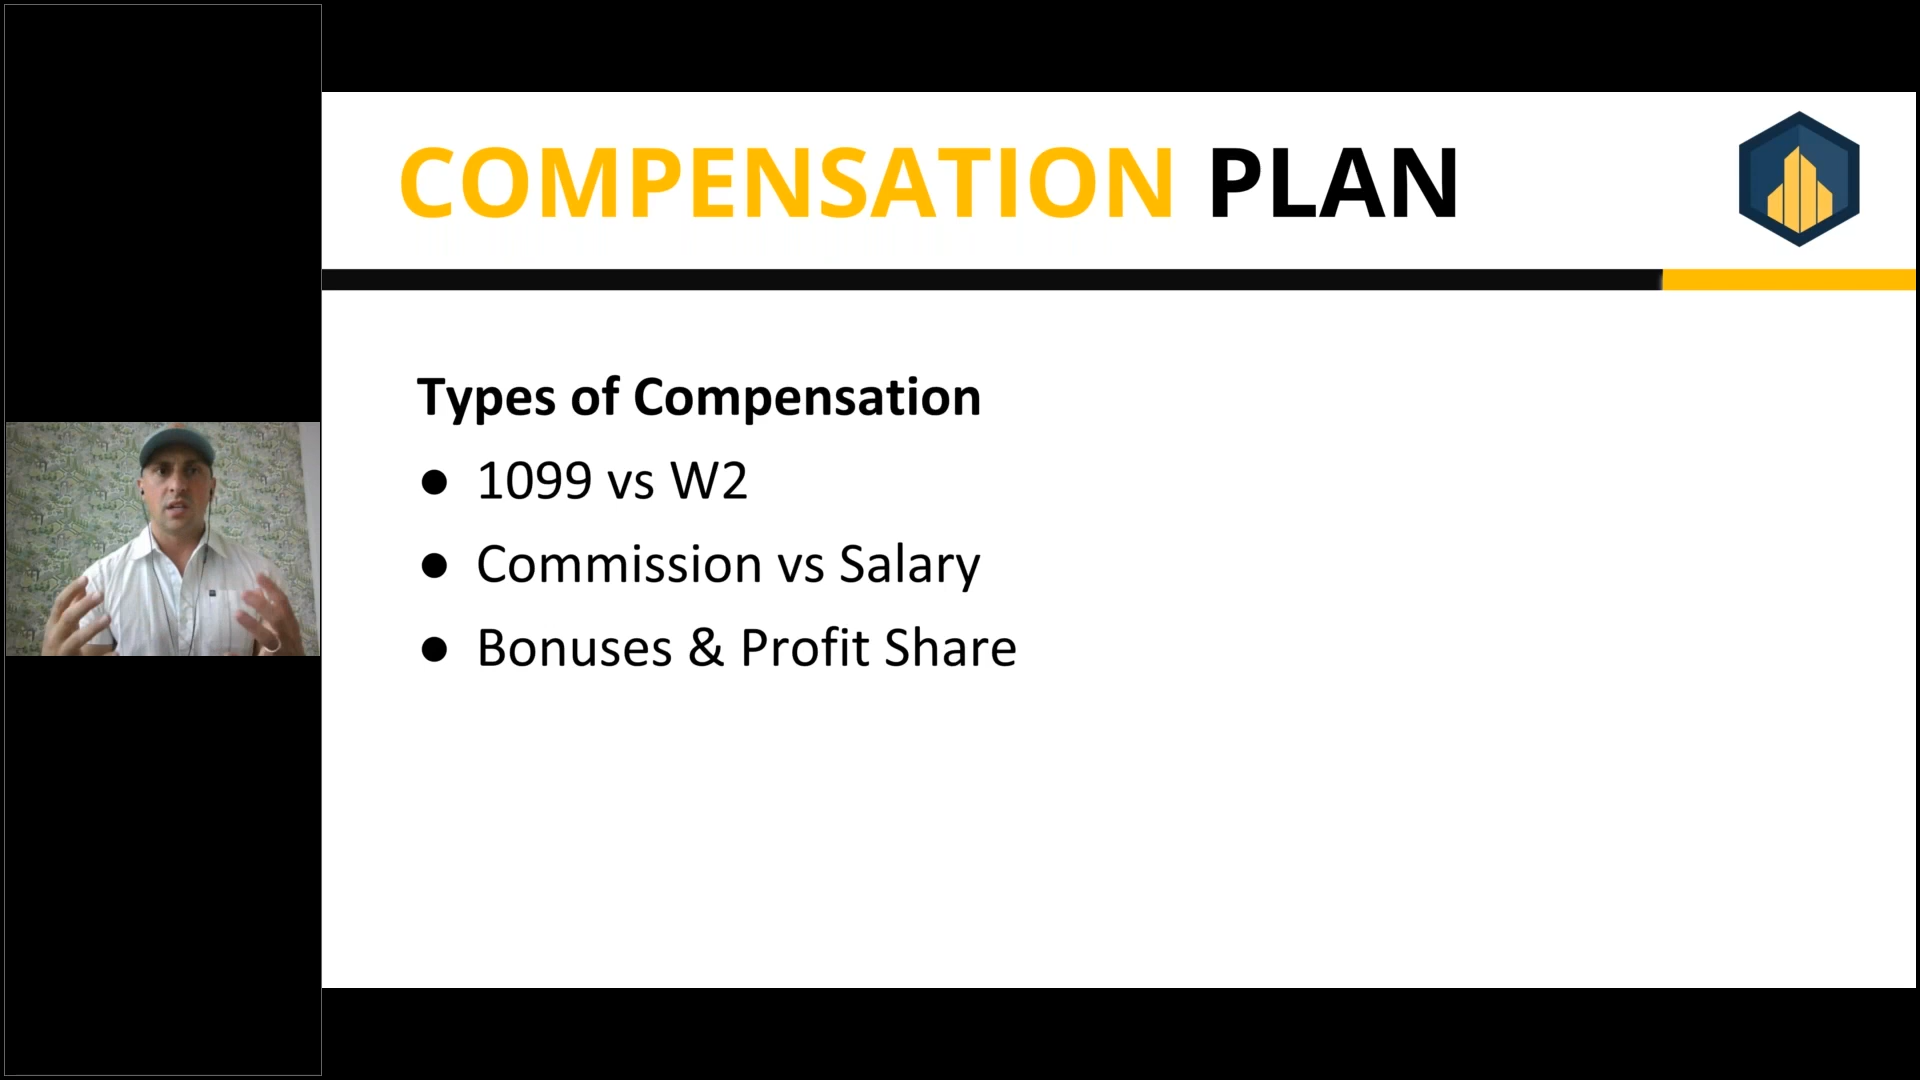 COMPENSATION PLAN
Types of Compensation
● 1099 vs W2
● Commission vs Salary
● Bonuses & Profit Share